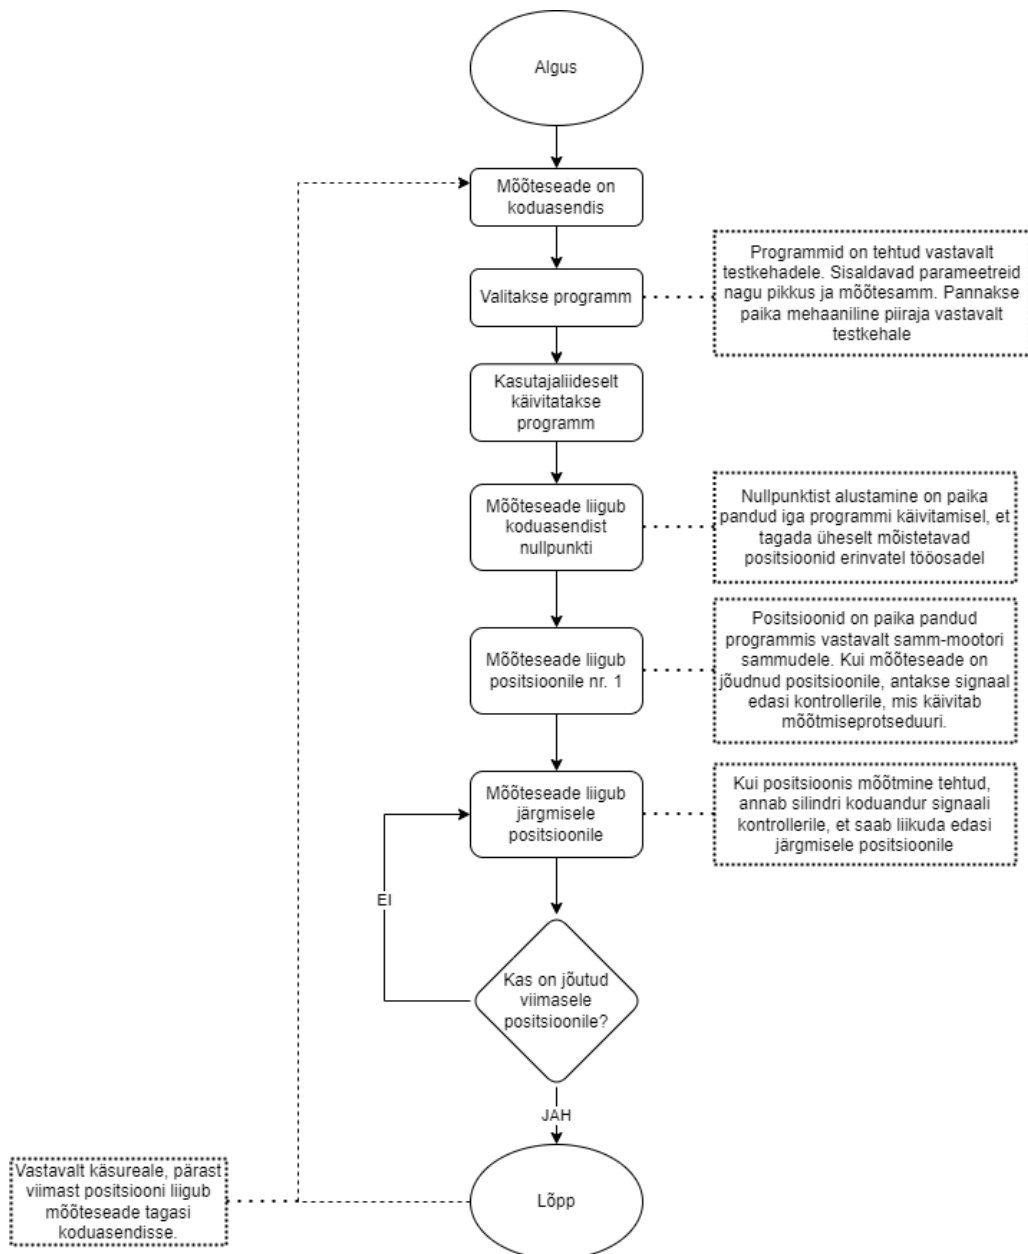 Algus
Mõõteseade on
koduasendis
Valitakse programm
Programmid on tehtud vastavalt
testkehadele. Sisaldavad parameetreid
nagu pikkus ja mõõtesamm. Pannakse
paika mehaaniline piiraja vastavalt
testkehale
Kasutajaliideselt
käivitatakse
programm
Mõõteseade liigub
koduasendist
nullpunkti
Nullpunktist alustamine on paika
pandud iga programmi käivitamisel, et
tagada üheselt mõistetavad
positsioonid erinvatel tööosadel
Mõõteseade liigub
positsioonile nr. 1
Positsioonid on paika pandud
programmis vastavalt samm-mootori
sammudele. Kui mõõteseade on
jõudnud positsioonile, antakse signaal
edasi kontrollerile, mis käivitab
mõõtmiseprotseduuri.
Mõõteseade liigub
järgmisele
positsioonile
Kui positsioonis mõõtmine tehtud,
annab silindri koduandur signaali
kontrollerile, et saab liikuda edasi
järgmisele positsioonile
EI
Kas on jõutud
viimasele
positsioonile?
JAH
Lõpp
Vastavalt käsureale, pärast
viimast positsiooni liigub
mõõteseade tagasi
koduasendisse.